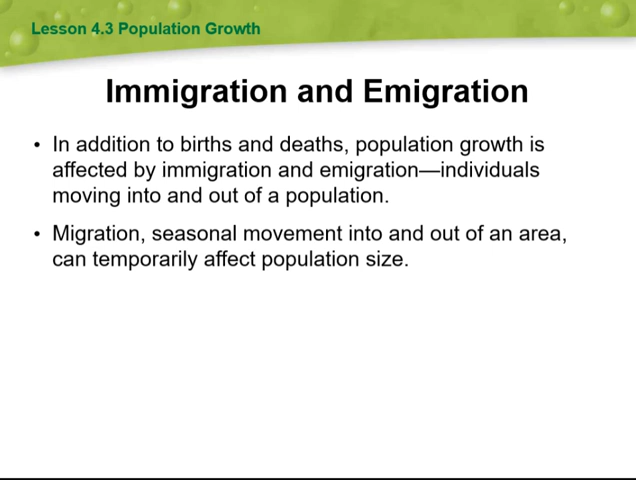 Lesson 4.3 Population Growth
Immigration and Emigration
• In addition to births and deaths, population growth is
affected by immigration and emigration—individuals
moving into and out of a population.
• Migration, seasonal movement into and out of an area,
can temporarily affect population size.